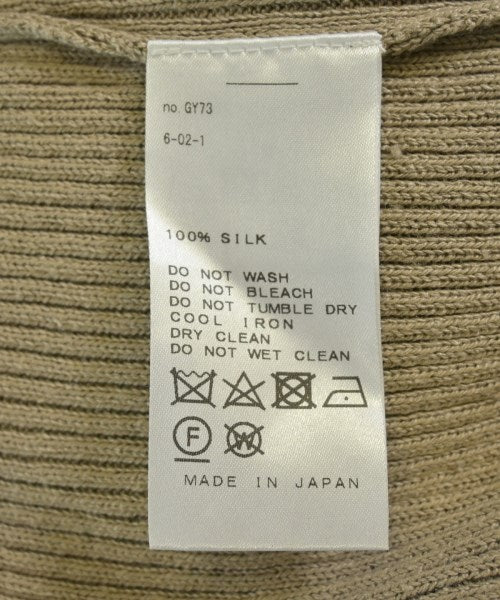 no. GY73
6-02-1
100% SILK
DO NOT WASH
DO NOT BLEACH
DO NOT TUMBLE DRY
COOL IRON
DRY CLEAN
DO NOT WET CLEAN
F W
MADE IN JAPAN